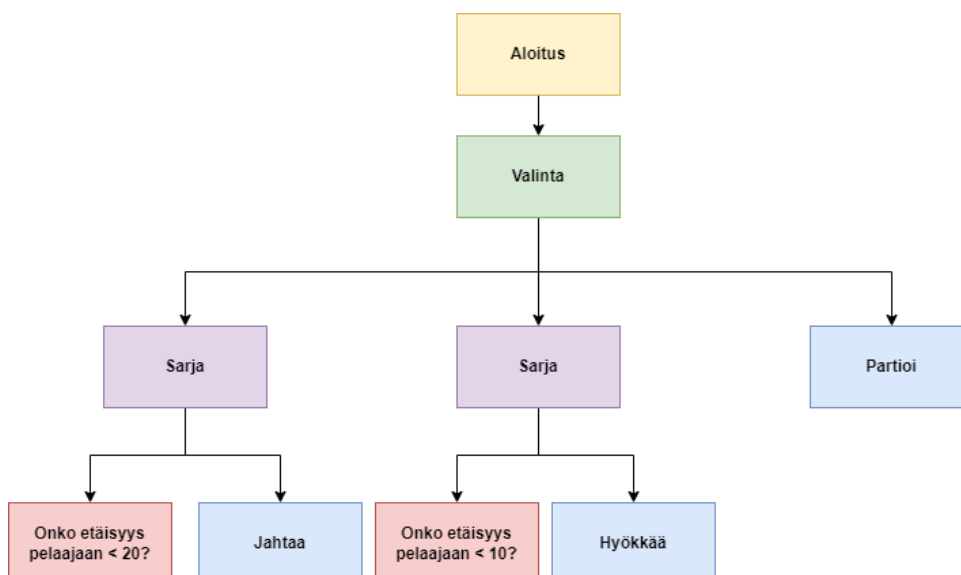 Aloitus
Valinta
Sarja
Sarja
Partioi
Onko etäisyys
pelaajaan < 20?
Jahtaa
Onko etäisyys
pelaajaan < 10?
Hyökkää